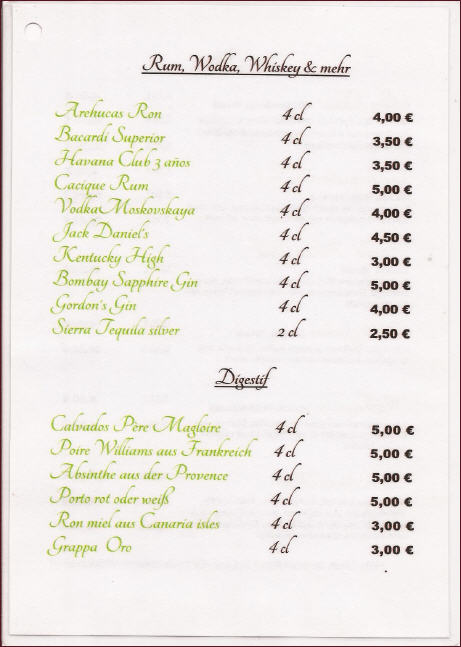 Rum, Wodka, Whiskey & mehr
Arehucas Ron 4 cl 4,00 €
Bacardi Superior 4 cl 3,50 €
Havana Club 3 años 4 cl 3,50 €
Cacique Rum 4 cl 5,00 €
VodkaMoskovskaya 4 cl 4,00 €
Jack Daniel's 4 cl 4,50 €
Kentucky High 4 cl 3,00 €
Bombay Sapphire Gin 4 cl 5,00 €
Gordon's Gin 4 cl 4,00 €
Sierra Tequila silver 2 cl 2,50 €
Digestif
Calvados Père Magloire 4 cl 5,00 €
Poire Williams aus Frankreich 4 cl 5,00 €
Absinthe aus der Provence 4 cl 5,00 €
Porto rot oder weiß 4 cl 5,00 €
Ron miel aus Canaria isles 4 cl 3,00 €
Grappa Oro 4 cl 3,00 €